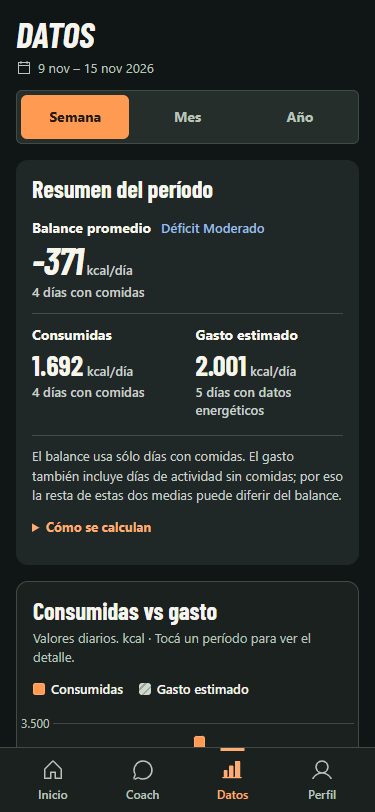 DATOS
9 nov – 15 nov 2026
Semana Mes Año
Resumen del período
Balance promedio Déficit Moderado
-371 kcal/día
4 días con comidas
Consumidas Gasto estimado
1.692 kcal/día 2.001 kcal/día
4 días con comidas 5 días con datos
energéticos
El balance usa sólo días con comidas. El gasto
también incluye días de actividad sin comidas; por eso
la resta de estas dos medias puede diferir del balance.
Cómo se calculan
Consumidas vs gasto
Valores diarios. kcal · Tocá un período para ver el
detalle.
Consumidas Gasto estimado
3.500
Inicio Coach Datos Perfil